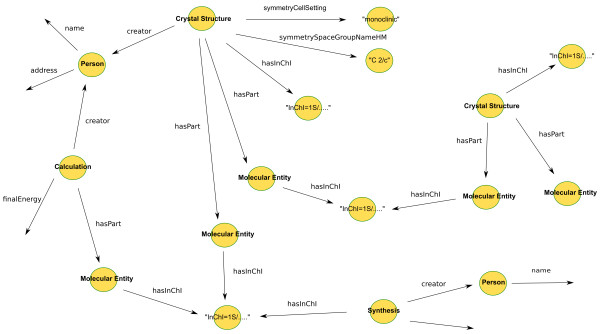 symmetryCellSetting
name
creator
Crystal Structure
"monoclinic"
symmetrySpaceGroupNameHM
Person
address
hasInChI
"C 2/c"
"InChI=1S/...."
hasInChI
"InChI=1S/...."
Crystal Structure
creator
hasPart
hasPart
hasPart
hasPart
Calculation
Molecular Entity
hasInChI
hasInChI
Molecular Entity
Molecular Entity
finalEnergy
"InChI=1S/...."
hasPart
Molecular Entity
hasInChI
Molecular Entity
hasInChI
creator
Person
name
"InChI=1S/...."
hasInChI
Synthesis